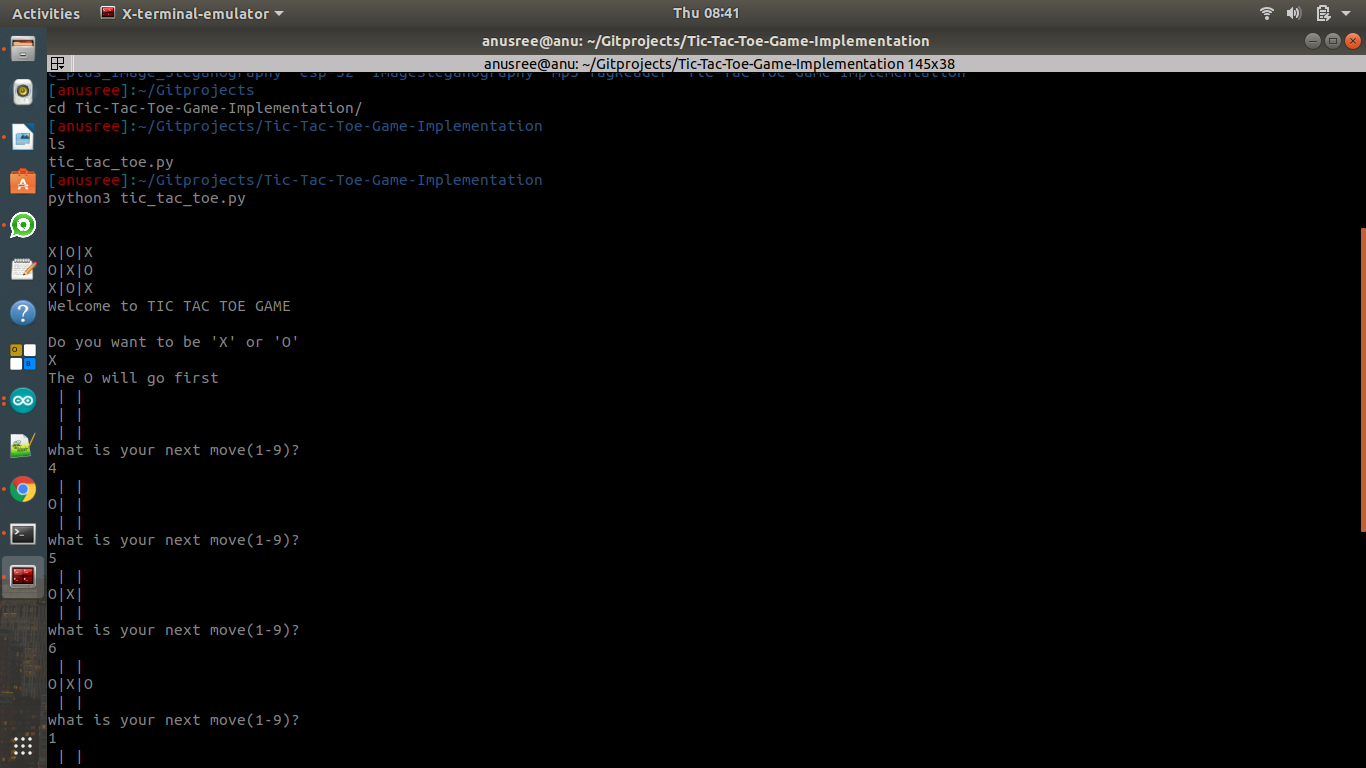 Activities X-terminal-emulator Thu 08:41
anusree@anu: ~/Gitprojects/Tic-Tac-Toe-Game-Implementation
anusree@anu: ~/Gitprojects/Tic-Tac-Toe-Game-Implementation 145x38
[anusree]:~/Gitprojects
cd Tic-Tac-Toe-Game-Implementation/
[anusree]:~/Gitprojects/Tic-Tac-Toe-Game-Implementation
ls
tic_tac_toe.py
[anusree]:~/Gitprojects/Tic-Tac-Toe-Game-Implementation
python3 tic_tac_toe.py
X|O|X
O|X|O
X|O|X
Welcome to TIC TAC TOE GAME
Do you want to be 'X' or 'O'
X
The O will go first
 | |
 | |
 | |
what is your next move(1-9)?
4
 | |
O| |
 | |
what is your next move(1-9)?
5
 | |
O|X|
 | |
what is your next move(1-9)?
6
 | |
O|X|O
 | |
what is your next move(1-9)?
1
 | |